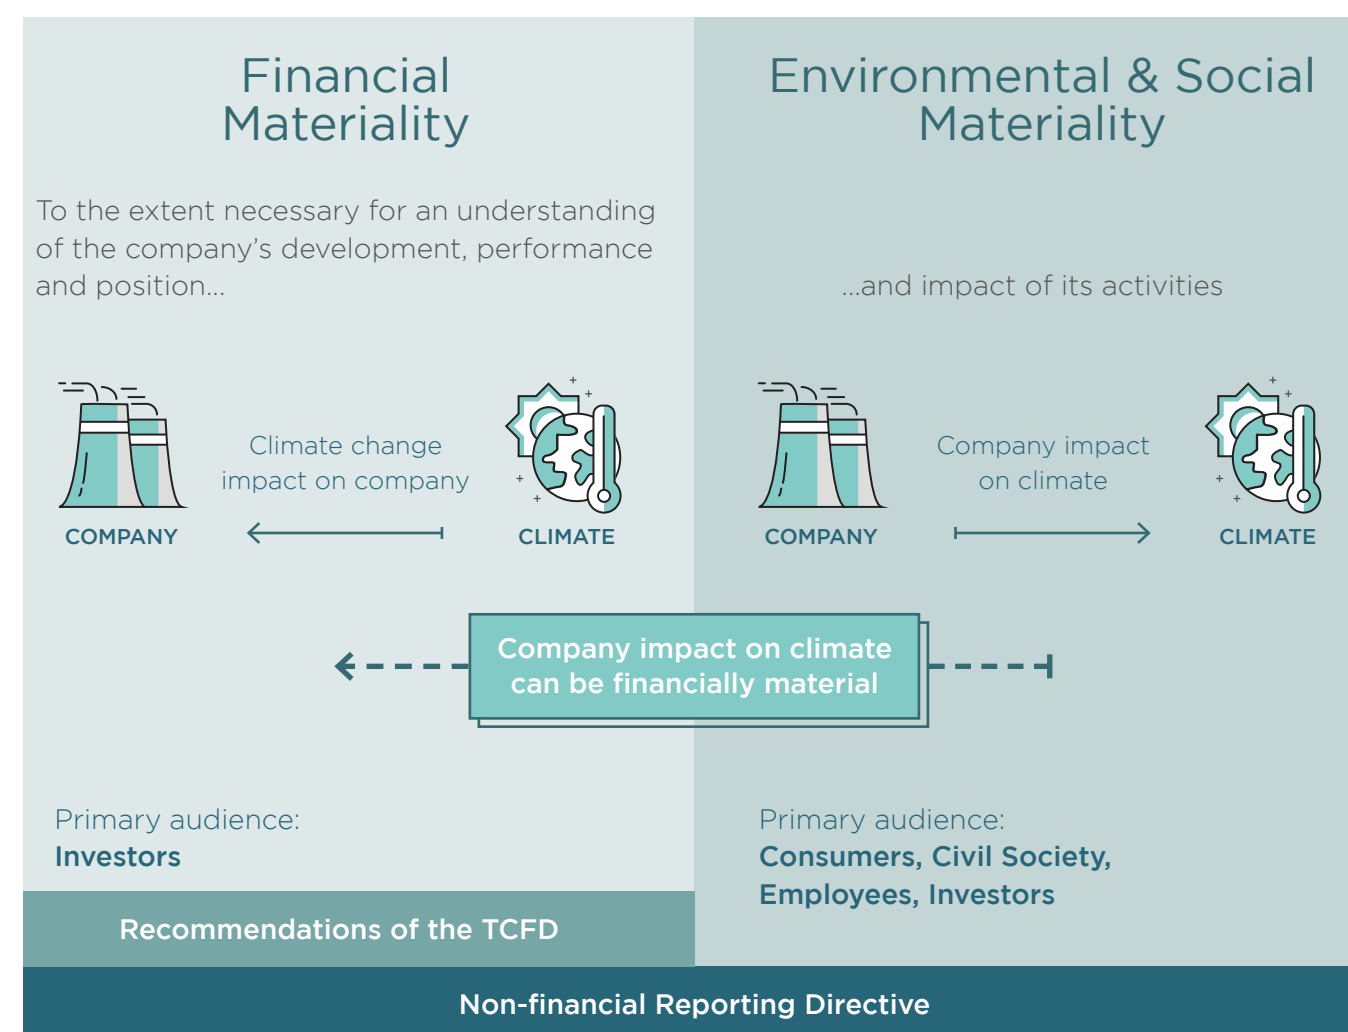 Financial
Materiality
To the extent necessary for an understanding
of the company’s development, performance
and position...
Climate change
impact on company
COMPANY
CLIMATE
Environmental & Social
Materiality
...and impact of its activities
Company impact
on climate
COMPANY
CLIMATE
Company impact on climate
can be financially material
Primary audience:
Investors
Primary audience:
Consumers, Civil Society,
Employees, Investors
Recommendations of the TCFD
Non-financial Reporting Directive